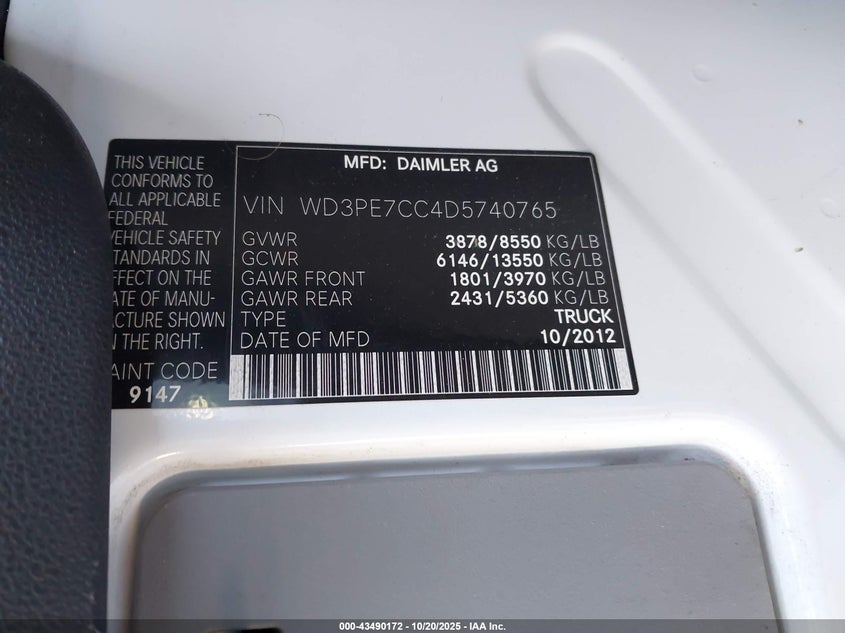 THIS VEHICLE
CONFORMS TO
ALL APPLICABLE
FEDERAL
VEHICLE SAFETY
STANDARDS IN
EFFECT ON THE
DATE OF MANU-
FACTURE SHOWN
ON THE RIGHT.
PAINT CODE
9147
MFD: DAIMLER AG
VIN WD3PE7CC4D5740765
GVWR 3878/8550 KG/LB
GCWR 6146/13550 KG/LB
GAWR FRONT 1801/3970 KG/LB
GAWR REAR 2431/5360 KG/LB
TYPE TRUCK
DATE OF MFD 10/2012
000-43490172 - 10/20/2025 - IAA Inc.